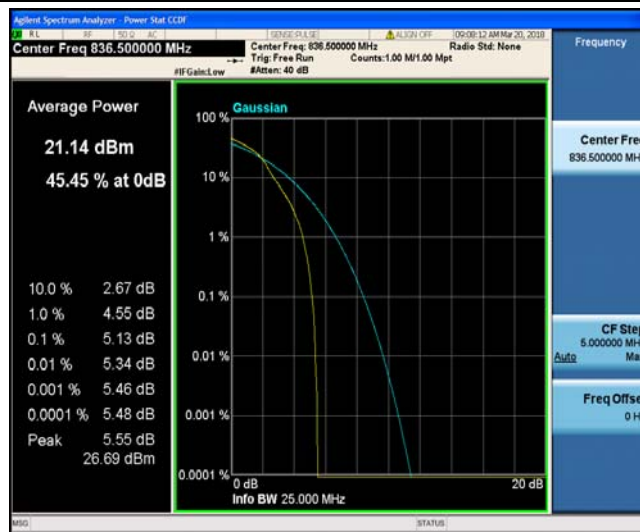 Agilent Spectrum Analyzer - Power Stat CCDF
RL RF 50 Ω AC SENSE:PULSE ALIGN OFF 09:08:12 AM Mar 20, 2018
Center Freq 836.500000 MHz
Center Freq: 836.500000 MHz Radio Std: None
Trig: Free Run Counts:1.00 M/1.00 Mpt
#IFGain:Low #Atten: 40 dB
Frequency
Average Power
21.14 dBm
45.45 % at 0dB
10.0 % 2.67 dB
1.0 % 4.55 dB
0.1 % 5.13 dB
0.01 % 5.34 dB
0.001 % 5.46 dB
0.0001 % 5.48 dB
Peak 5.55 dB
26.69 dBm
Gaussian
100 %
10 %
1 %
0.1 %
0.01 %
0.001 %
0.0001 %
0 dB 20 dB
Info BW 25.000 MHz
Center Fre
836.500000 MH
CF Step
5.000000 MH
Auto Ma
Freq Offse
0 H
MSG STATUS